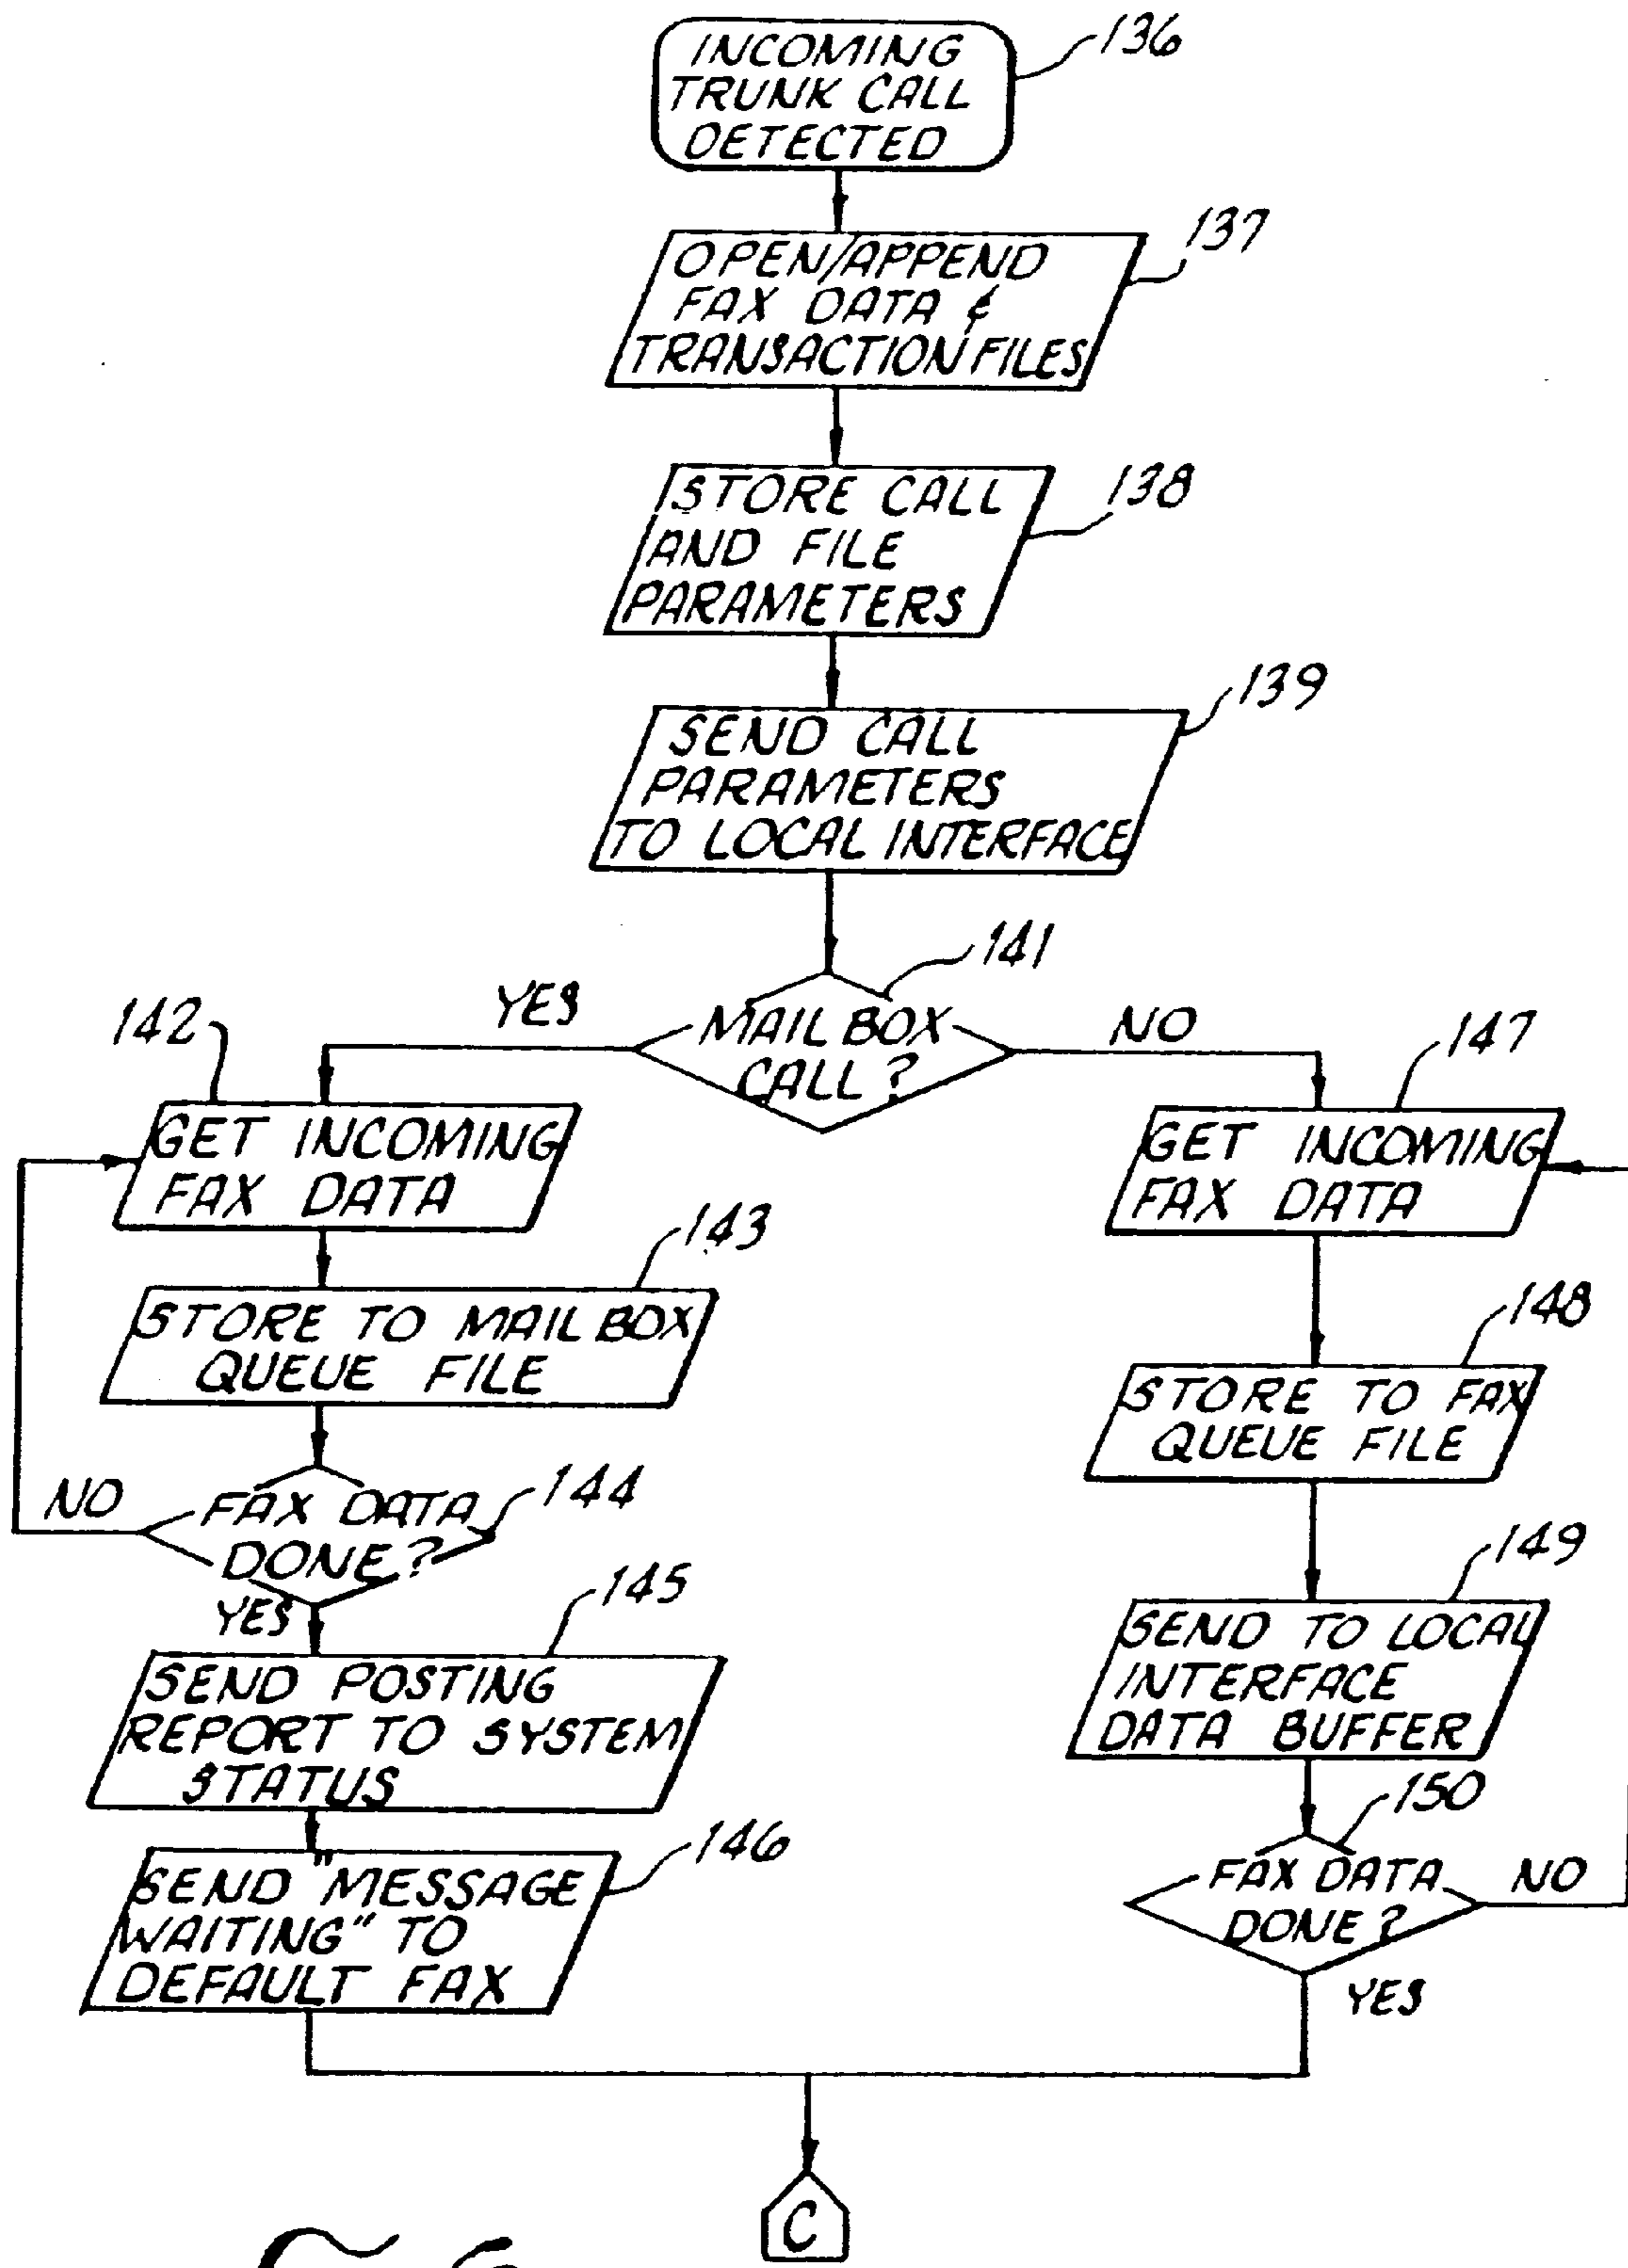 INCOMING
TRUNK CALL
DETECTED
136
OPEN/APPEND
FAX DATA &
TRANSACTION FILES
137
STORE CALL
AND FILE
PARAMETERS
138
SEND CALL
PARAMETERS
TO LOCAL INTERFACE
139
MAIL BOX
CALL?
141
YES
NO
142
GET INCOMING
FAX DATA
143
STORE TO MAIL BOX
QUEUE FILE
FAX DATA
DONE?
144
NO
YES
145
SEND POSTING
REPORT TO SYSTEM
STATUS
146
SEND "MESSAGE
WAITING" TO
DEFAULT FAX
147
GET INCOMING
FAX DATA
148
STORE TO FAX
QUEUE FILE
149
SEND TO LOCAL
INTERFACE
DATA BUFFER
150
FAX DATA
DONE?
NO
YES
C